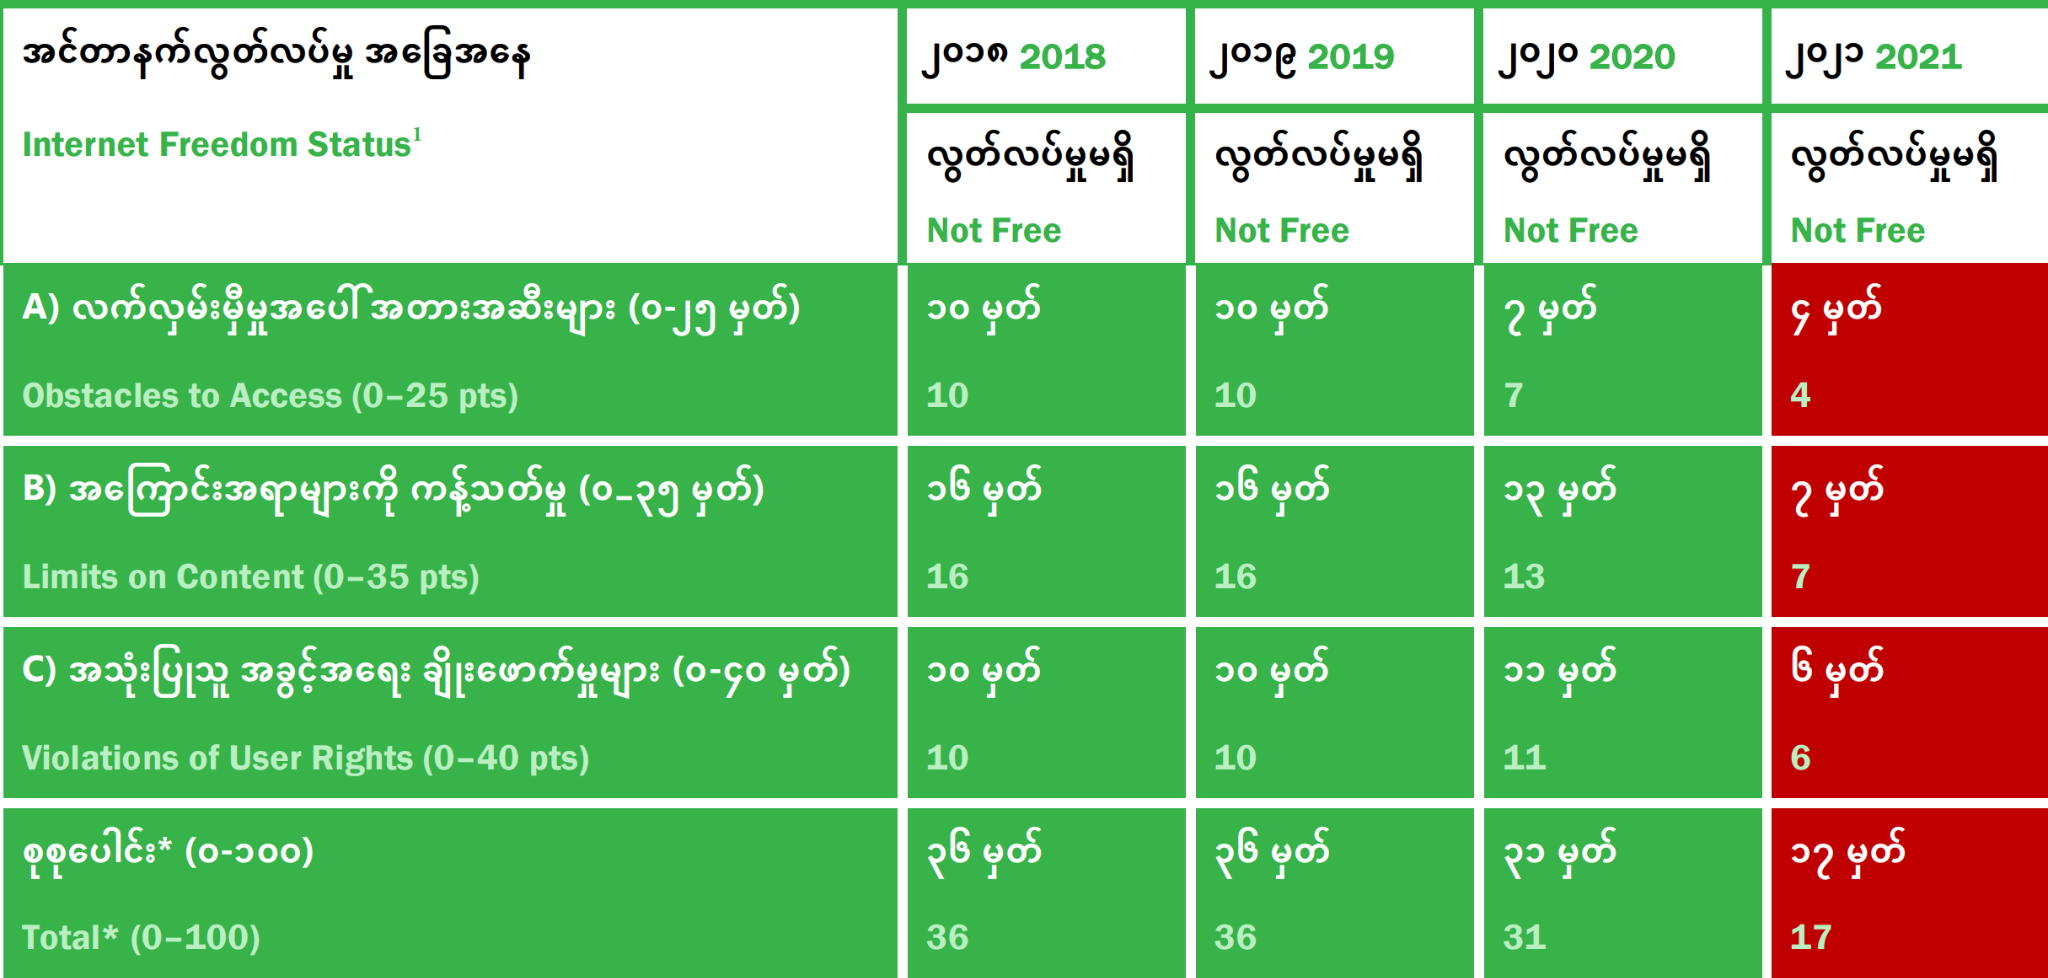 အင်တာနက်လွတ်လပ်မှု အခြေအနေ
Internet Freedom Status¹
၂၀၁၈ 2018
၂၀၁၉ 2019
၂၀၂၀ 2020
၂၀၂၁ 2021
လွတ်လပ်မှုမရှိ
Not Free
လွတ်လပ်မှုမရှိ
Not Free
လွတ်လပ်မှုမရှိ
Not Free
လွတ်လပ်မှုမရှိ
Not Free
A) လက်လှမ်းမှီမှုအပေါ် အတားအဆီးများ (၀-၂၅ မှတ်)
Obstacles to Access (0–25 pts)
၁၀ မှတ်
10
၁၀ မှတ်
10
၇ မှတ်
7
၄ မှတ်
4
B) အကြောင်းအရာများကို ကန့်သတ်မှု (၀–၃၅ မှတ်)
Limits on Content (0–35 pts)
၁၆ မှတ်
16
၁၆ မှတ်
16
၁၃ မှတ်
13
၇ မှတ်
7
C) အသုံးပြုသူ အခွင့်အရေး ချိုးဖောက်မှုများ (၀-၄၀ မှတ်)
Violations of User Rights (0–40 pts)
၁၀ မှတ်
10
၁၀ မှတ်
10
၁၁ မှတ်
11
၆ မှတ်
6
စုစုပေါင်း* (၀-၁၀၀)
Total* (0–100)
၃၆ မှတ်
36
၃၆ မှတ်
36
၃၁ မှတ်
31
၁၇ မှတ်
17